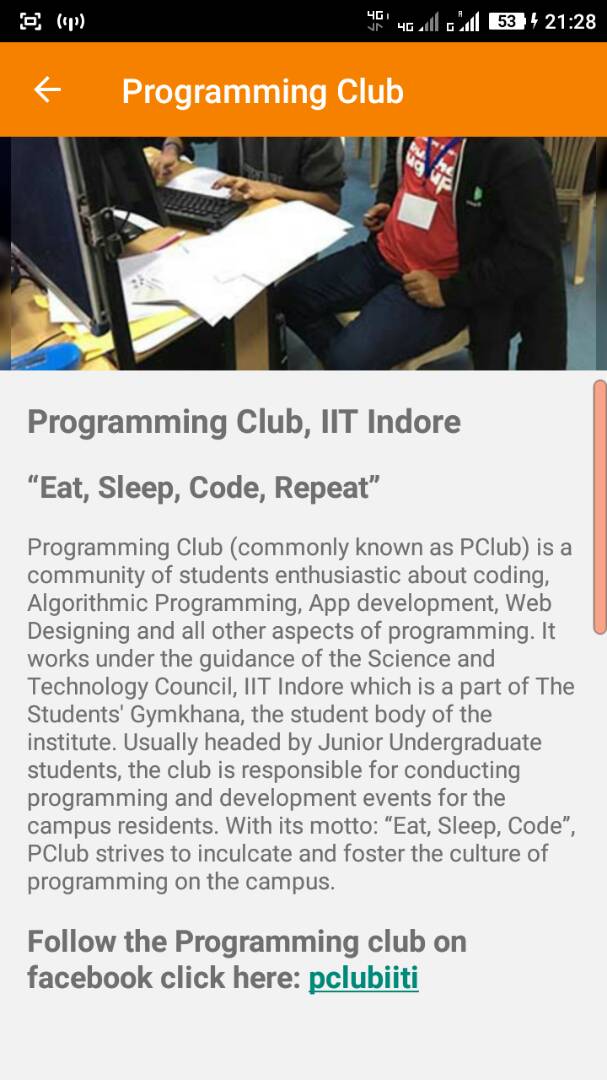 4G 4G G R 53 21:28
Programming Club
Programming Club, IIT Indore
“Eat, Sleep, Code, Repeat”
Programming Club (commonly known as PClub) is a
community of students enthusiastic about coding,
Algorithmic Programming, App development, Web
Designing and all other aspects of programming. It
works under the guidance of the Science and
Technology Council, IIT Indore which is a part of The
Students' Gymkhana, the student body of the
institute. Usually headed by Junior Undergraduate
students, the club is responsible for conducting
programming and development events for the
campus residents. With its motto: “Eat, Sleep, Code”,
PClub strives to inculcate and foster the culture of
programming on the campus.
Follow the Programming club on
facebook click here: pclubiiti